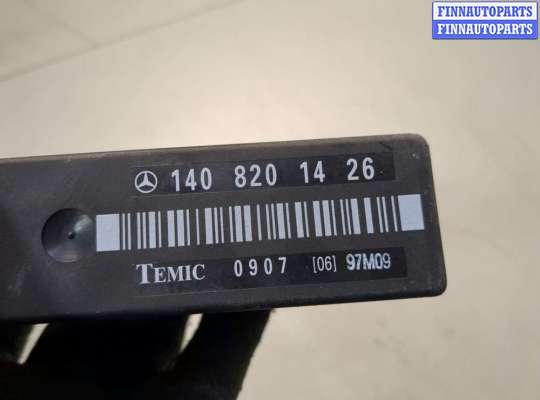 FINNAUTOPARTS
FINNAUTOPARTS
140 820 14 26
TEMIC 0907 [06] 97M09